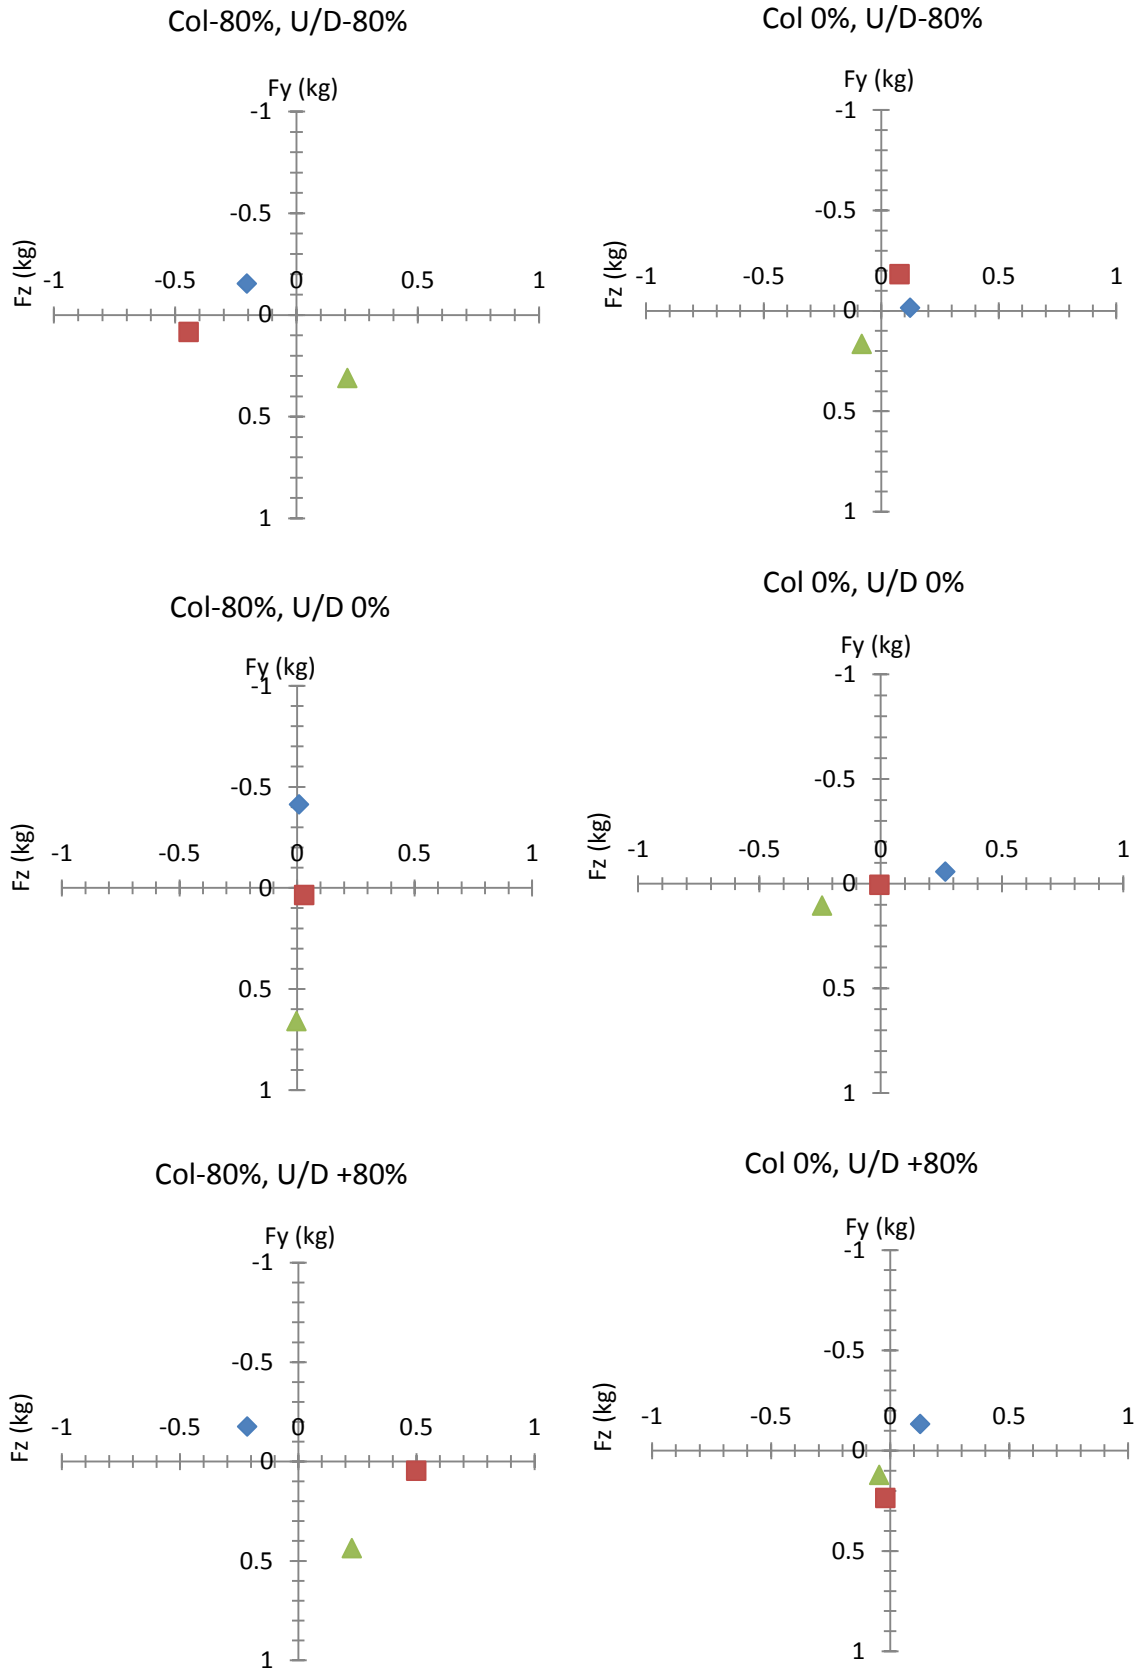 Col-80%, U/D-80%
Fy (kg)
-1
-0.5
Fz (kg)
-1 -0.5 0 0.5 1
0
0.5
1
Col 0%, U/D-80%
Fy (kg)
-1
-0.5
Fz (kg)
-1 -0.5 0 0.5 1
0
0.5
1
Col-80%, U/D 0%
Fy (kg)
-1
-0.5
Fz (kg)
-1 -0.5 0 0.5 1
0
0.5
1
Col 0%, U/D 0%
Fy (kg)
-1
-0.5
Fz (kg)
-1 -0.5 0 0.5 1
0
0.5
1
Col-80%, U/D +80%
Fy (kg)
-1
-0.5
Fz (kg)
-1 -0.5 0 0.5 1
0
0.5
1
Col 0%, U/D +80%
Fy (kg)
-1
-0.5
Fz (kg)
-1 -0.5 0 0.5 1
0
0.5
1